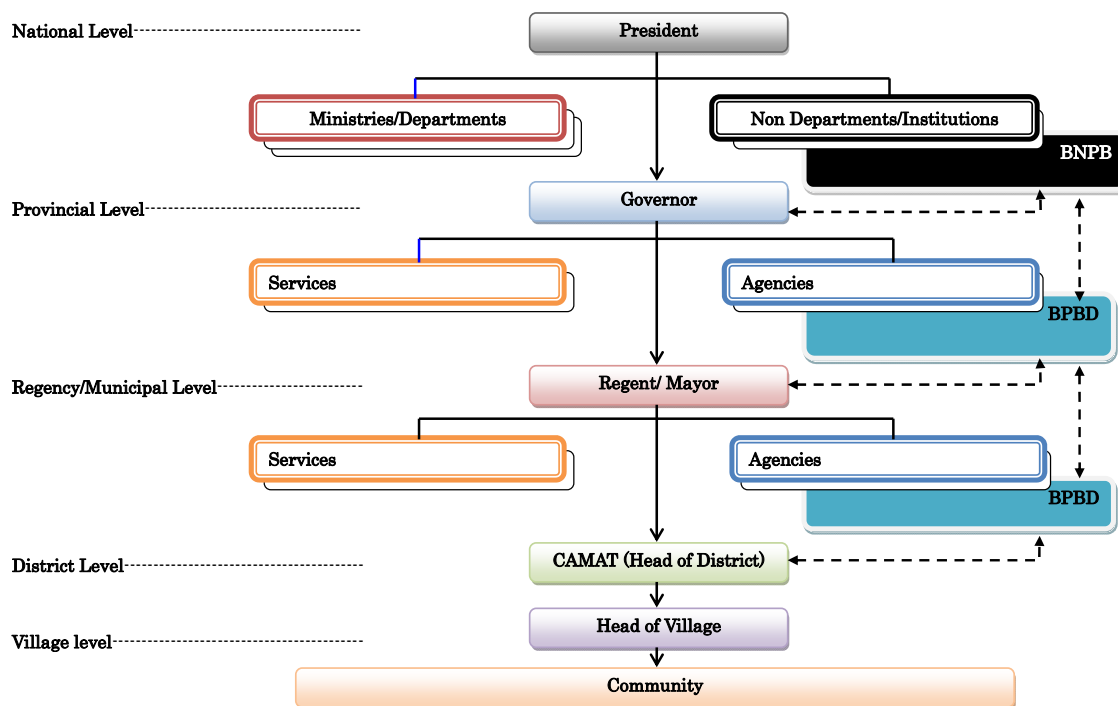 National Level
President
Ministries/Departments
Non Departments/Institutions
BNPB
Provincial Level
Governor
Services
Agencies
BPBD
Regency/Municipal Level
Regent/ Mayor
Services
Agencies
BPBD
District Level
CAMAT (Head of District)
Village level
Head of Village
Community